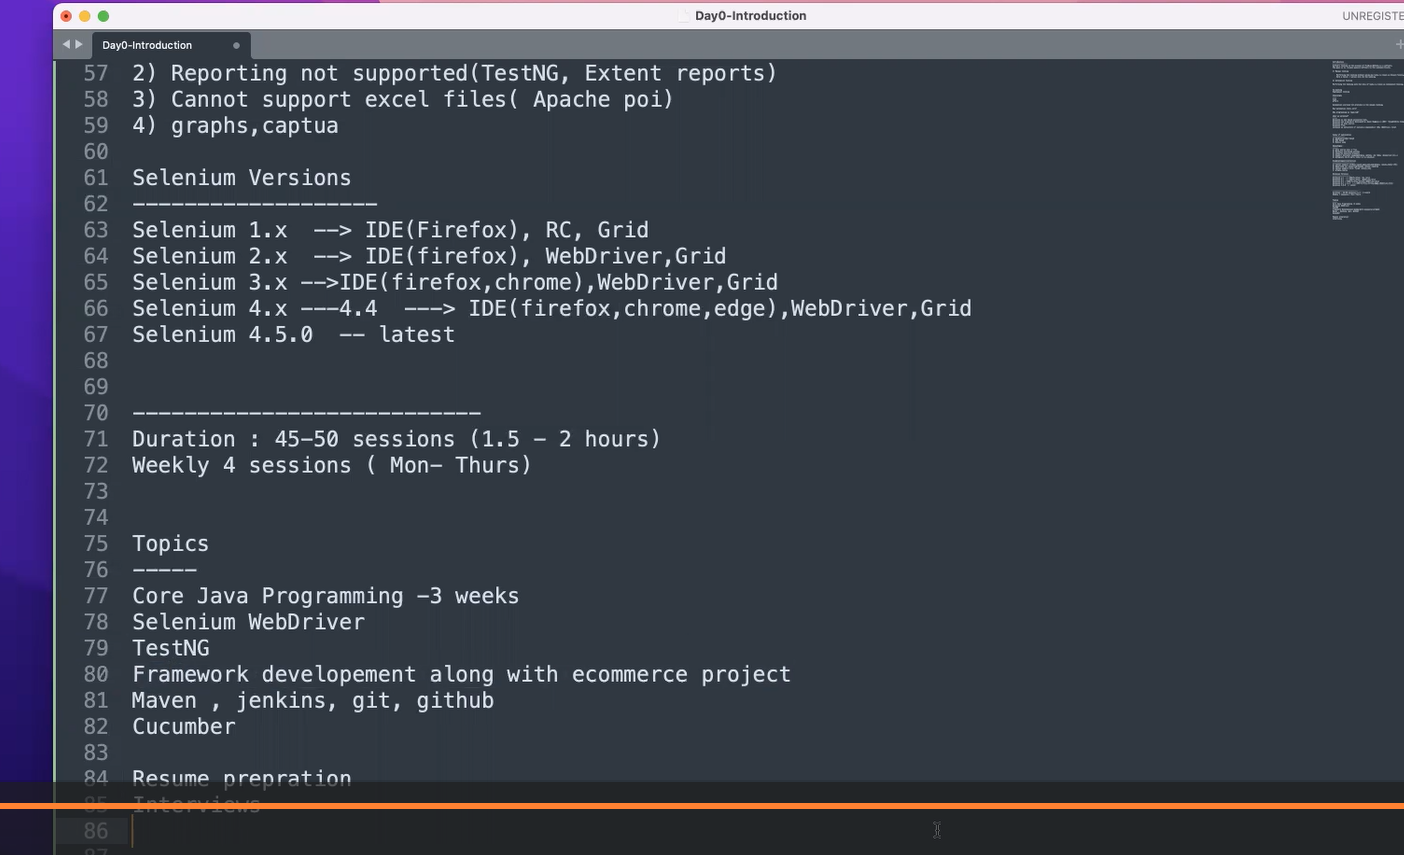 Day0-Introduction
UNREGISTE
Day0-Introduction
57 2) Reporting not supported(TestNG, Extent reports)
58 3) Cannot support excel files( Apache poi)
59 4) graphs,captua
60
61 Selenium Versions
62 -------------------
63 Selenium 1.x  --> IDE(Firefox), RC, Grid
64 Selenium 2.x  --> IDE(firefox), WebDriver,Grid
65 Selenium 3.x -->IDE(firefox,chrome),WebDriver,Grid
66 Selenium 4.x ---4.4  ---> IDE(firefox,chrome,edge),WebDriver,Grid
67 Selenium 4.5.0  -- latest
68
69
70 ---------------------------
71 Duration : 45-50 sessions (1.5 - 2 hours)
72 Weekly 4 sessions ( Mon- Thurs)
73
74
75 Topics
76 -----
77 Core Java Programming -3 weeks
78 Selenium WebDriver
79 TestNG
80 Framework developement along with ecommerce project
81 Maven , jenkins, git, github
82 Cucumber
83
84 Resume prepration
85 Interviews
86
87